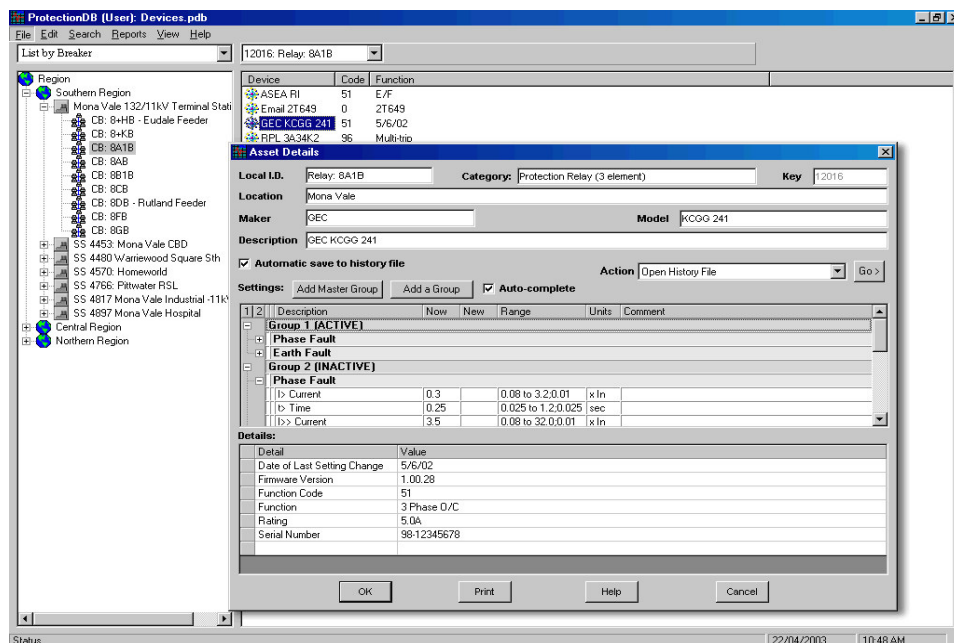 ProtectionDB (User): Devices.pdb
File Edit Search Reports View Help
List by Breaker
12016: Relay: 8A1B
Region
Southern Region
Mona Vale 132/11kV Terminal Stati
CB: 8+HB - Eudale Feeder
CB: 8+KB
CB: 8A1B
CB: 8AB
CB: 8B1B
CB: 8CB
CB: 8DB - Rutland Feeder
CB: 8FB
CB: 8GB
SS 4453: Mona Vale CBD
SS 4480 Warriewood Square Sth
SS 4570: Homeworld
SS 4766: Pittwater RSL
SS 4817 Mona Vale Industrial -11k
SS 4897 Mona Vale Hospital
Central Region
Northern Region
Device Code Function
ASEA RI 51 E/F
Email 2T649 0 2T649
GEC KCGG 241 51 5/6/02
RPL 3A34K2 96 Multi-trip
Asset Details
Local I.D. Relay: 8A1B Category: Protection Relay (3 element) Key 12016
Location Mona Vale
Maker GEC Model KCGG 241
Description GEC KCGG 241
Automatic save to history file
Action Open History File Go >
Settings: Add Master Group Add a Group Auto-complete
1 2 Description Now New Range Units Comment
Group 1 (ACTIVE)
Phase Fault
Earth Fault
Group 2 (INACTIVE)
Phase Fault
I> Current 0.3 0.08 to 3.2;0.01 x In
t> Time 0.25 0.025 to 1.2;0.025 sec
I>> Current 3.5 0.08 to 32.0;0.01 x In
Details:
Detail Value
Date of Last Setting Change 5/6/02
Firmware Version 1.00.28
Function Code 51
Function 3 Phase O/C
Rating 5.0A
Serial Number 98-12345678
OK Print Help Cancel
Status 22/04/2003 10:48 AM